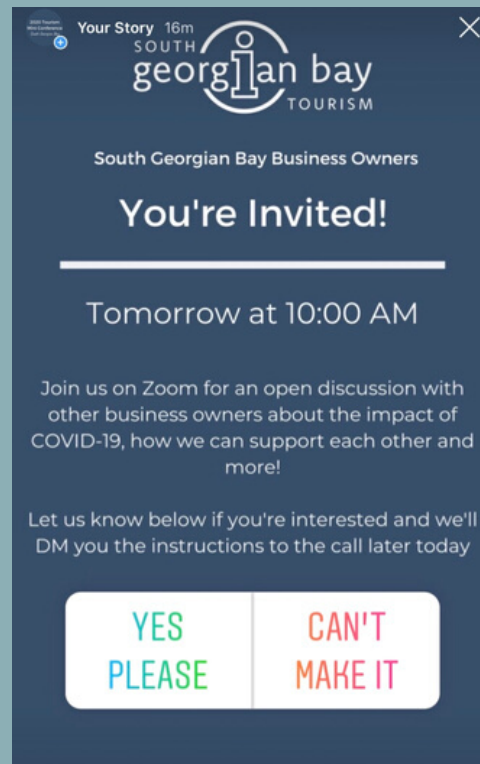 Your Story 16m
SOUTH
georgian bay
TOURISM
South Georgian Bay Business Owners
You're Invited!
Tomorrow at 10:00 AM
Join us on Zoom for an open discussion with
other business owners about the impact of
COVID-19, how we can support each other and
more!
Let us know below if you're interested and we'll
DM you the instructions to the call later today
YES
PLEASE
CAN'T
MAKE IT